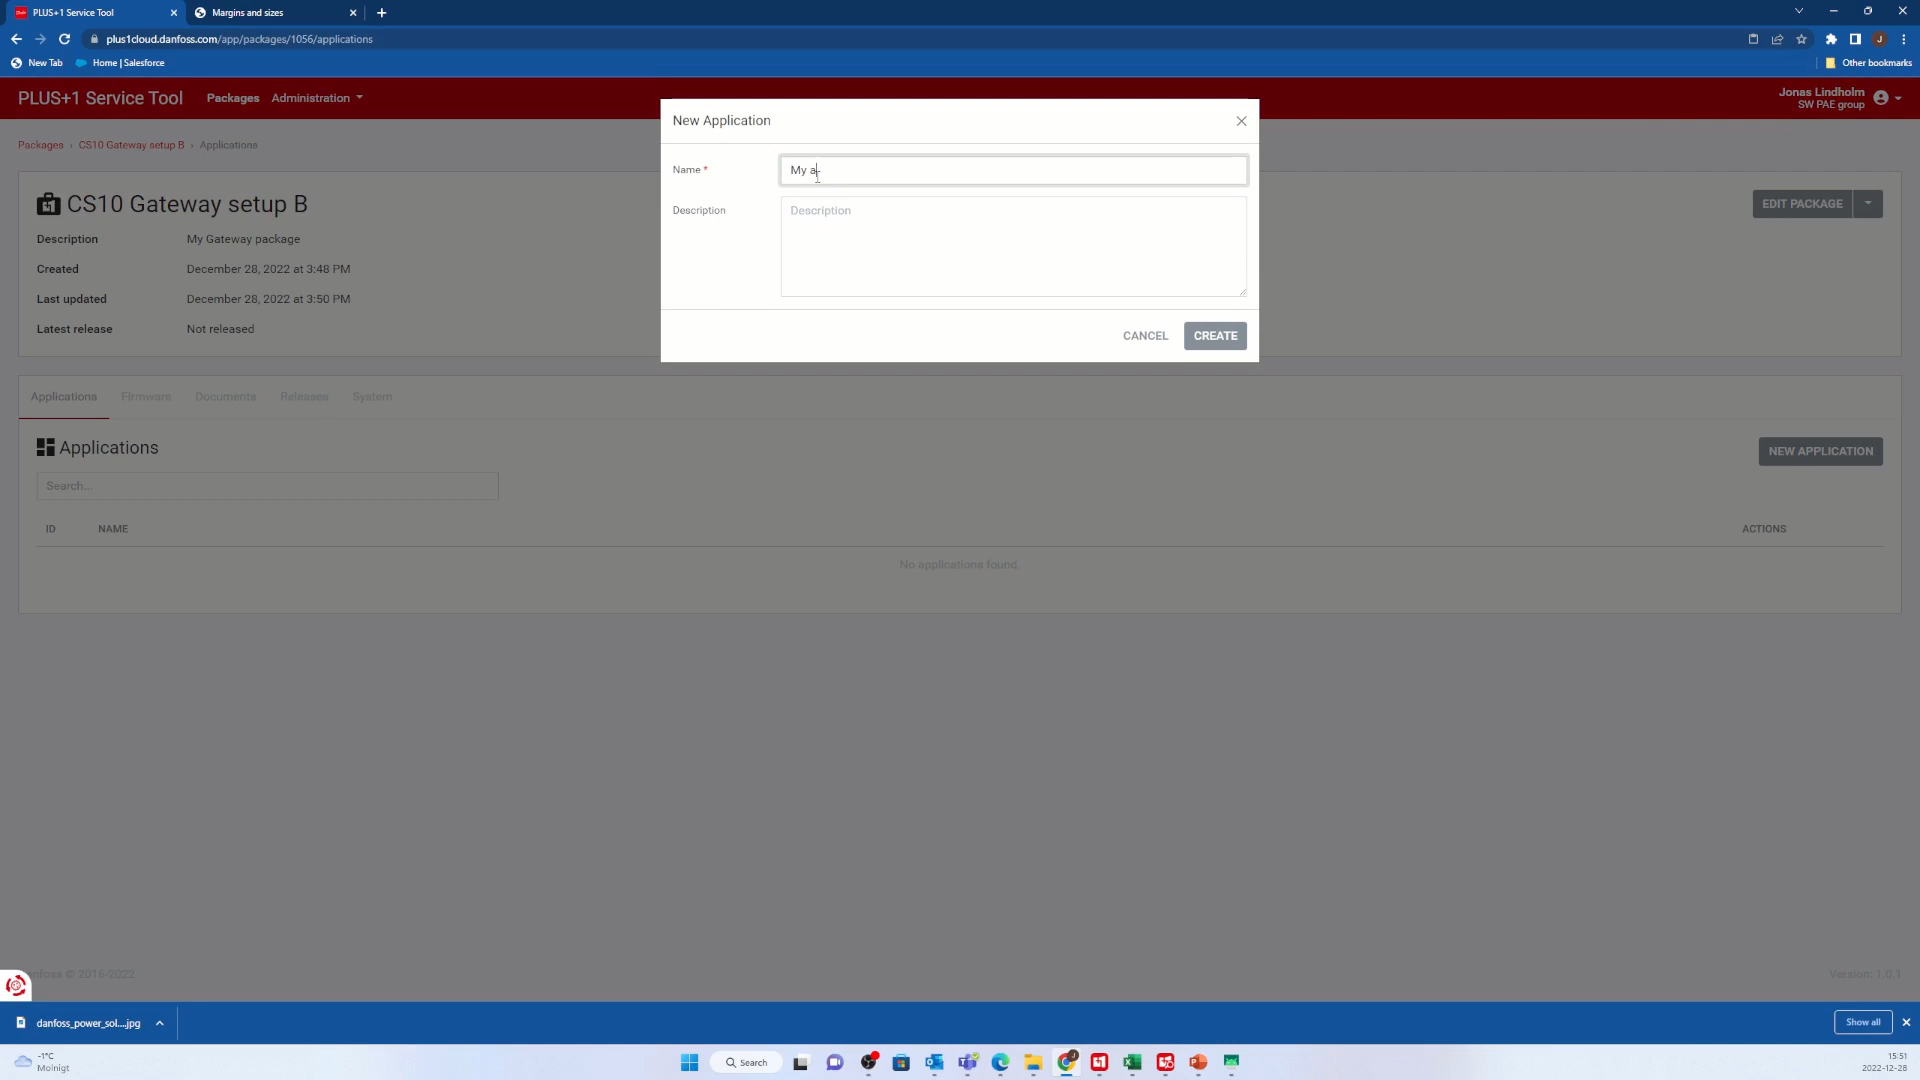 PLUS+1 Service Tool
Margins and sizes
plus1cloud.danfoss.com/app/packages/1056/applications
New Tab
Home | Salesforce
Other bookmarks
PLUS+1 Service Tool
Packages
Administration
Jonas Lindholm
SW PAE group
Packages › CS10 Gateway setup B › Applications
New Application
Name *
My a
Description
Description
CANCEL
CREATE
CS10 Gateway setup B
EDIT PACKAGE
Description My Gateway package
Created December 28, 2022 at 3:48 PM
Last updated December 28, 2022 at 3:50 PM
Latest release Not released
Applications Firmware Documents Releases System
Applications
NEW APPLICATION
Search...
ID NAME ACTIONS
No applications found.
© 2016-2022
Version: 1.0.1
danfoss_power_sol....jpg
Show all
-1°C
Molnigt
Search
15:51
2022-12-28